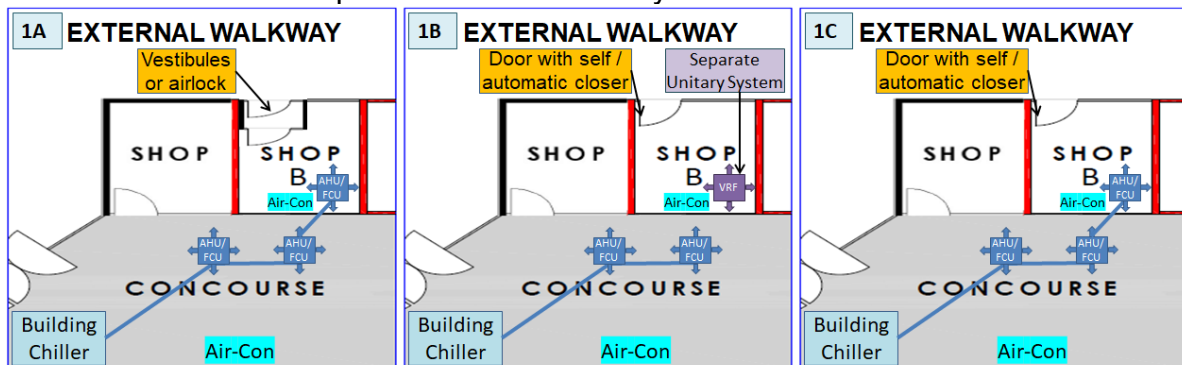 1A
EXTERNAL WALKWAY
Vestibules
or airlock
SHOP
SHOP
B
AHU/
FCU
Air-Con
AHU/
FCU
AHU/
FCU
CONCOURSE
Building
Chiller
Air-Con
1B
EXTERNAL WALKWAY
Door with self /
automatic closer
Separate
Unitary System
SHOP
SHOP
B
VRF
Air-Con
AHU/
FCU
AHU/
FCU
CONCOURSE
Building
Chiller
Air-Con
1C
EXTERNAL WALKWAY
Door with self /
automatic closer
SHOP
SHOP
B
AHU/
FCU
Air-Con
AHU/
FCU
AHU/
FCU
CONCOURSE
Building
Chiller
Air-Con